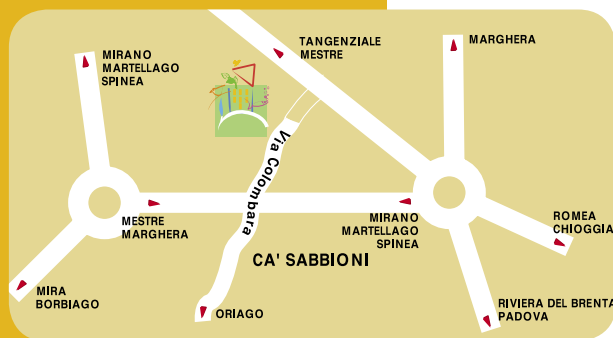 TANGENZIALE
MESTRE
MARGHERA
MIRANO
MARTELLAGO
SPINEA
Via Colombara
MESTRE
MARGHERA
MIRANO
MARTELLAGO
SPINEA
ROMEA
CHIOGGIA
CA' SABBIONI
MIRA
BORBIAGO
ORIAGO
RIVIERA DEL BRENTA
PADOVA